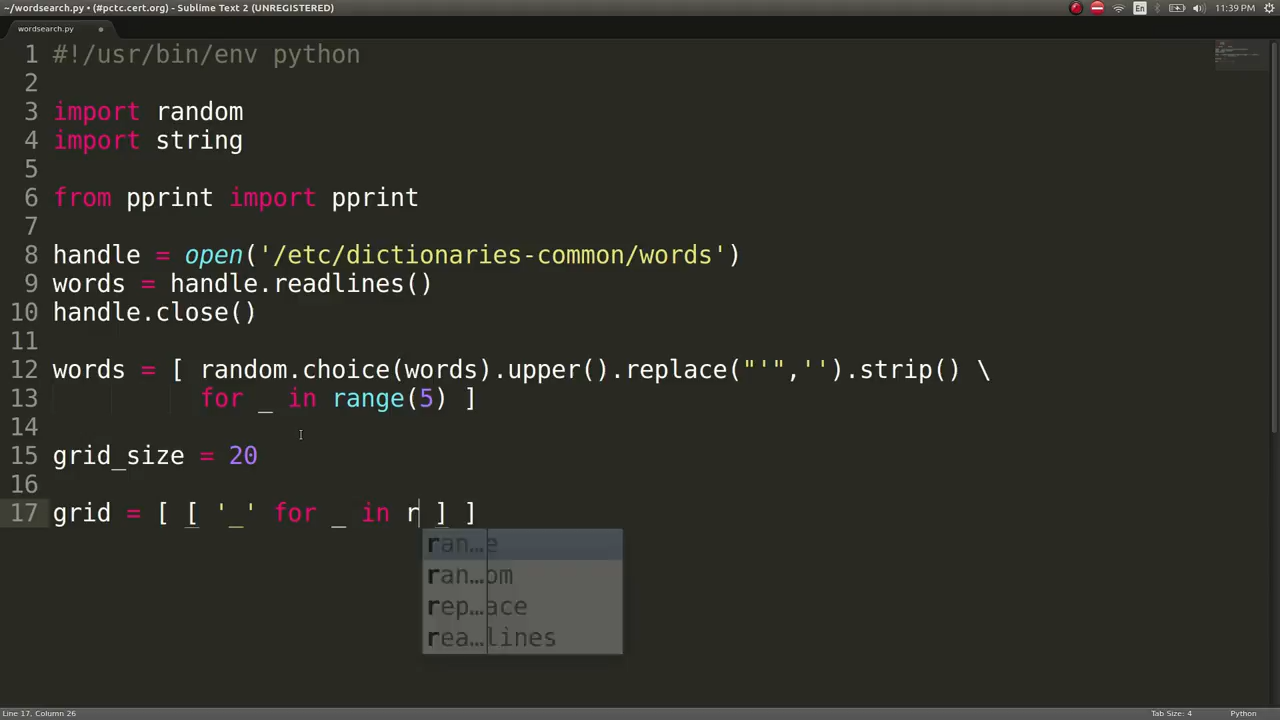 ~/wordsearch.py • (#pctc.cert.org) - Sublime Text 2 (UNREGISTERED)
En
11:39 PM
wordsearch.py
1 #!/usr/bin/env python
2
3 import random
4 import string
5
6 from pprint import pprint
7
8 handle = open('/etc/dictionaries-common/words')
9 words = handle.readlines()
10 handle.close()
11
12 words = [ random.choice(words).upper().replace("'",'').strip() \
13           for _ in range(5) ]
14
15 grid_size = 20
16
17 grid = [ [ '_' for _ in r ] ]
ran…e
ran…om
rep…ace
rea…lines
Line 17, Column 26
Tab Size: 4
Python